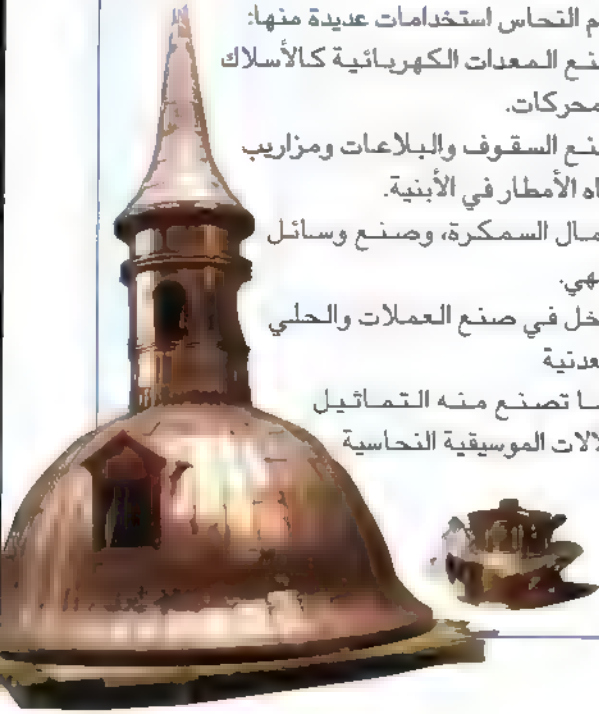 م النحاس استخدامات عديدة منها:
نع المعدات الكهربائية كالأسلاك
محركات.
نع السقوف والبلاعات ومزاريب
اه الأمطار في الأبنية.
مال السمكرة، وصنع وسائل
هي.
خل في صنع العملات والحلي
عدنية
ا تصنع منه التماثيل
لالات الموسيقية النحاسية